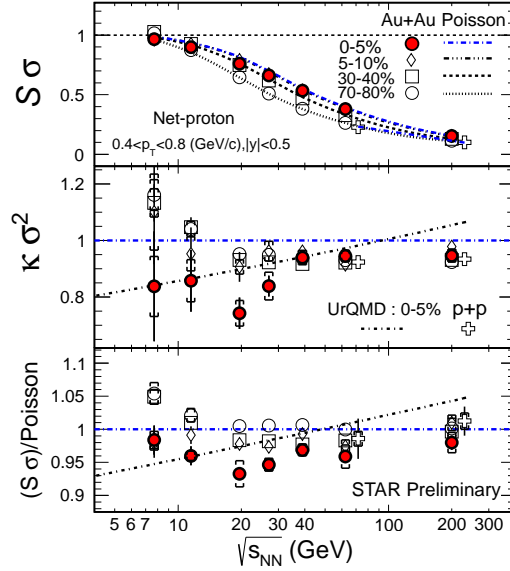 Au+Au Poisson
0-5%
5-10%
30-40%
70-80%
Net-proton
0.4<p_T<0.8 (GeV/c),|y|<0.5
S σ
1
0.5
0
κ σ²
1.2
1
0.8
UrQMD : 0-5% p+p
(S σ)/Poisson
1.1
1.05
1
0.95
0.9
STAR Preliminary
5 6 7 10 20 30 100 200
√s_NN (GeV)